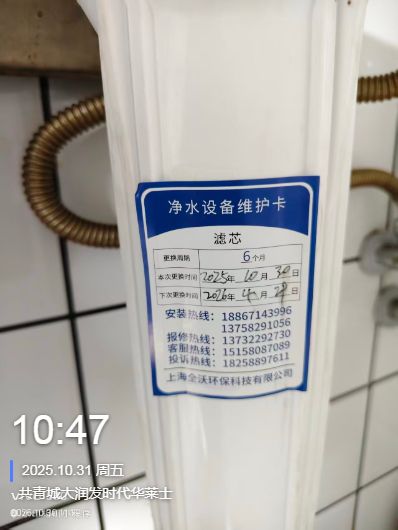 净水设备维护卡
滤芯
更换周期 6个月
本次更换时间 2025年 10月 30日
下次更换时间 2026年 4月 29日
安装热线：18867143996
13758291056
报修热线：13732292730
客服热线：15158087089
投诉热线：18258897611
上海全沃环保科技有限公司
10:47
2025.10.31 周五
共青城大润发时代华莱士